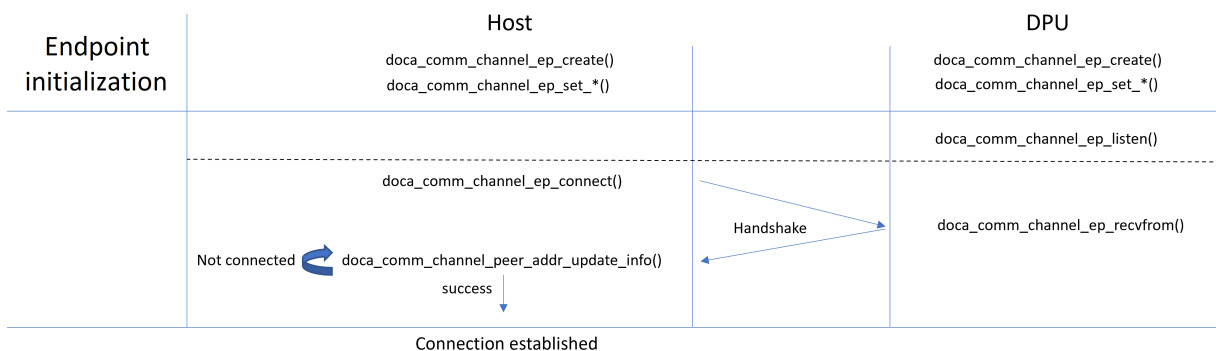 Host
DPU
Endpoint
initialization
doca_comm_channel_ep_create()
doca_comm_channel_ep_set_*()
doca_comm_channel_ep_create()
doca_comm_channel_ep_set_*()
doca_comm_channel_ep_listen()
doca_comm_channel_ep_connect()
Handshake
doca_comm_channel_ep_recvfrom()
Not connected
doca_comm_channel_peer_addr_update_info()
success
Connection established